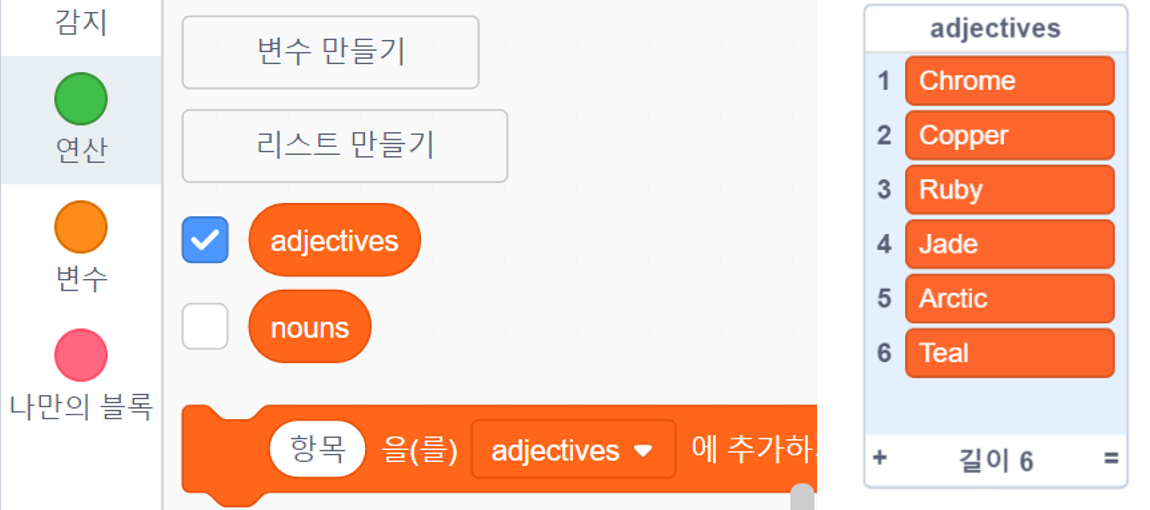 감지
연산
변수
나만의 블록
변수 만들기
리스트 만들기
adjectives
nouns
항목 을(를) adjectives 에 추가하
adjectives
1 Chrome
2 Copper
3 Ruby
4 Jade
5 Arctic
6 Teal
+ 길이 6 =